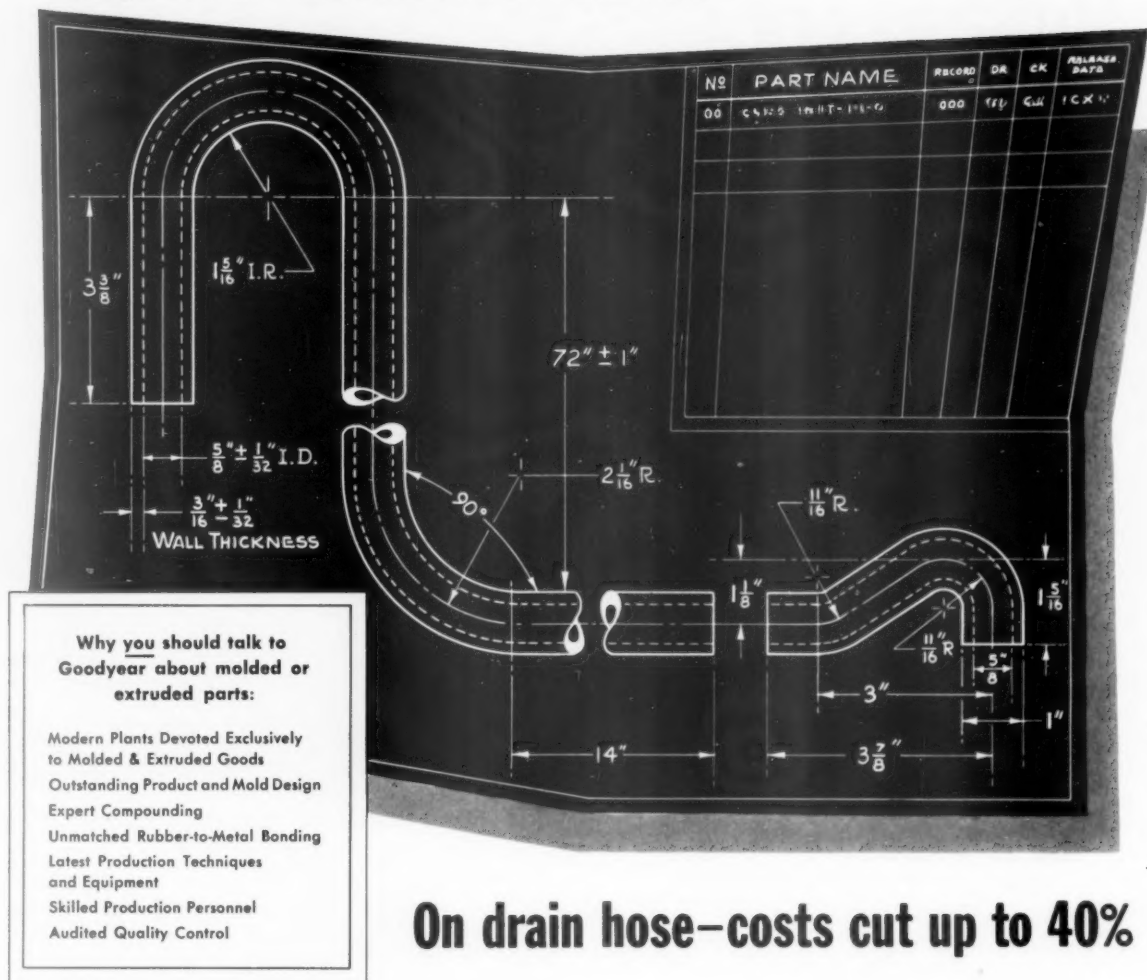 Nº PART NAME RECORD DR CK RELEASE DATE
00 000
3 3/8"
1 5/16" I.R.
72" ± 1"
5/8" ± 1/32" I.D.
3/16" ± 1/32"
WALL THICKNESS
90°
2 1/16" R.
11/16" R.
1 1/8"
1 5/16"
11/16" R
5/8"
3"
1"
14"
3 7/8"
Why you should talk to
Goodyear about molded or
extruded parts:
Modern Plants Devoted Exclusively
to Molded & Extruded Goods
Outstanding Product and Mold Design
Expert Compounding
Unmatched Rubber-to-Metal Bonding
Latest Production Techniques
and Equipment
Skilled Production Personnel
Audited Quality Control
On drain hose–costs cut up to 40%